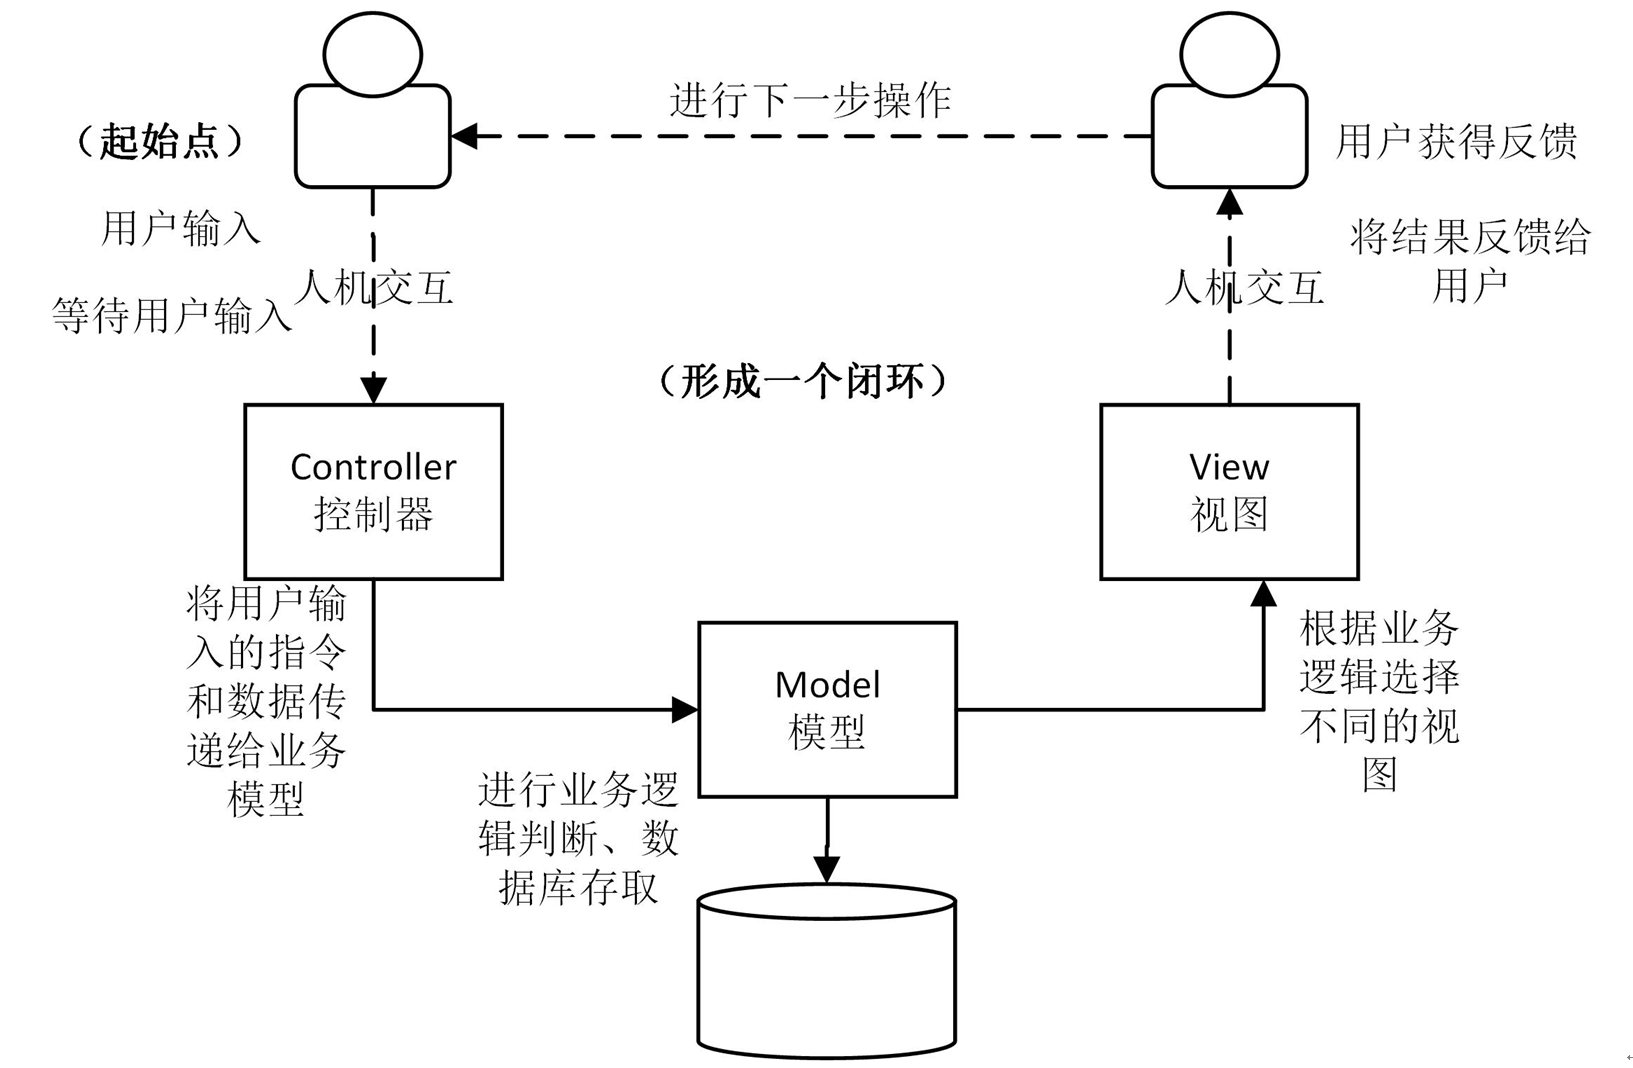 进行下一步操作
（起始点）
用户获得反馈
用户输入
将结果反馈给
用户
人机交互
人机交互
等待用户输入
（形成一个闭环）
Controller
控制器
View
视图
将用户输
入的指令
和数据传
递给业务
模型
Model
模型
根据业务
逻辑选择
不同的视
图
进行业务逻
辑判断、数
据库存取